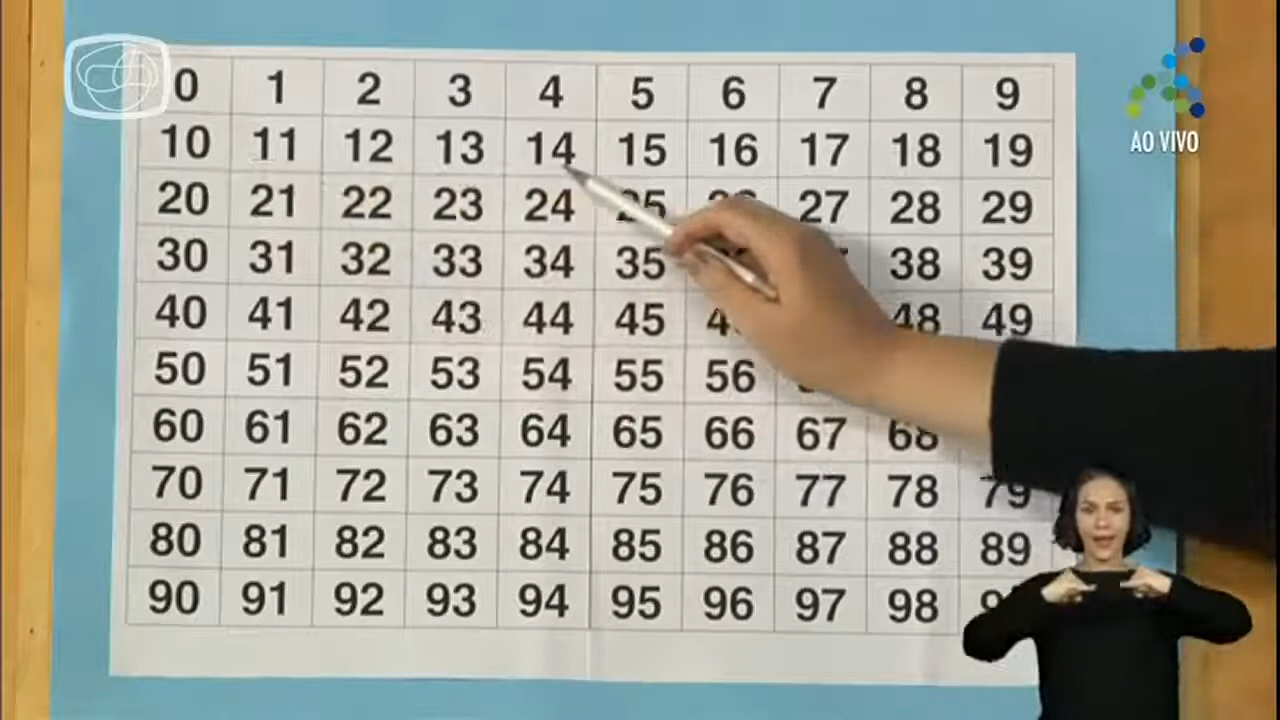 0 1 2 3 4 5 6 7 8 9
AO VIVO
10 11 12 13 14 15 16 17 18 19
20 21 22 23 24 25 27 28 29
30 31 32 33 34 35 38 39
40 41 42 43 44 45 48 49
50 51 52 53 54 55 56
60 61 62 63 64 65 66 67 68
70 71 72 73 74 75 76 77 78 79
80 81 82 83 84 85 86 87 88 89
90 91 92 93 94 95 96 97 98